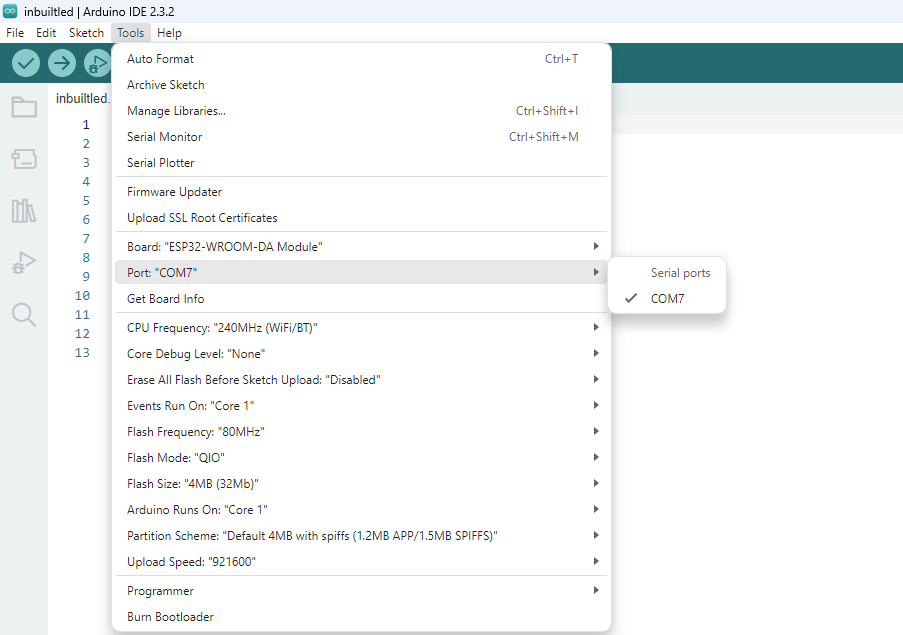 inbuiltled | Arduino IDE 2.3.2
File Edit Sketch Tools Help
inbuiltled.
1
2
3
4
5
6
7
8
9
10
11
12
13
Auto Format Ctrl+T
Archive Sketch
Manage Libraries... Ctrl+Shift+I
Serial Monitor Ctrl+Shift+M
Serial Plotter
Firmware Updater
Upload SSL Root Certificates
Board: "ESP32-WROOM-DA Module"
Port: "COM7"
Get Board Info
CPU Frequency: "240MHz (WiFi/BT)"
Core Debug Level: "None"
Erase All Flash Before Sketch Upload: "Disabled"
Events Run On: "Core 1"
Flash Frequency: "80MHz"
Flash Mode: "QIO"
Flash Size: "4MB (32Mb)"
Arduino Runs On: "Core 1"
Partition Scheme: "Default 4MB with spiffs (1.2MB APP/1.5MB SPIFFS)"
Upload Speed: "921600"
Programmer
Burn Bootloader
Serial ports
COM7